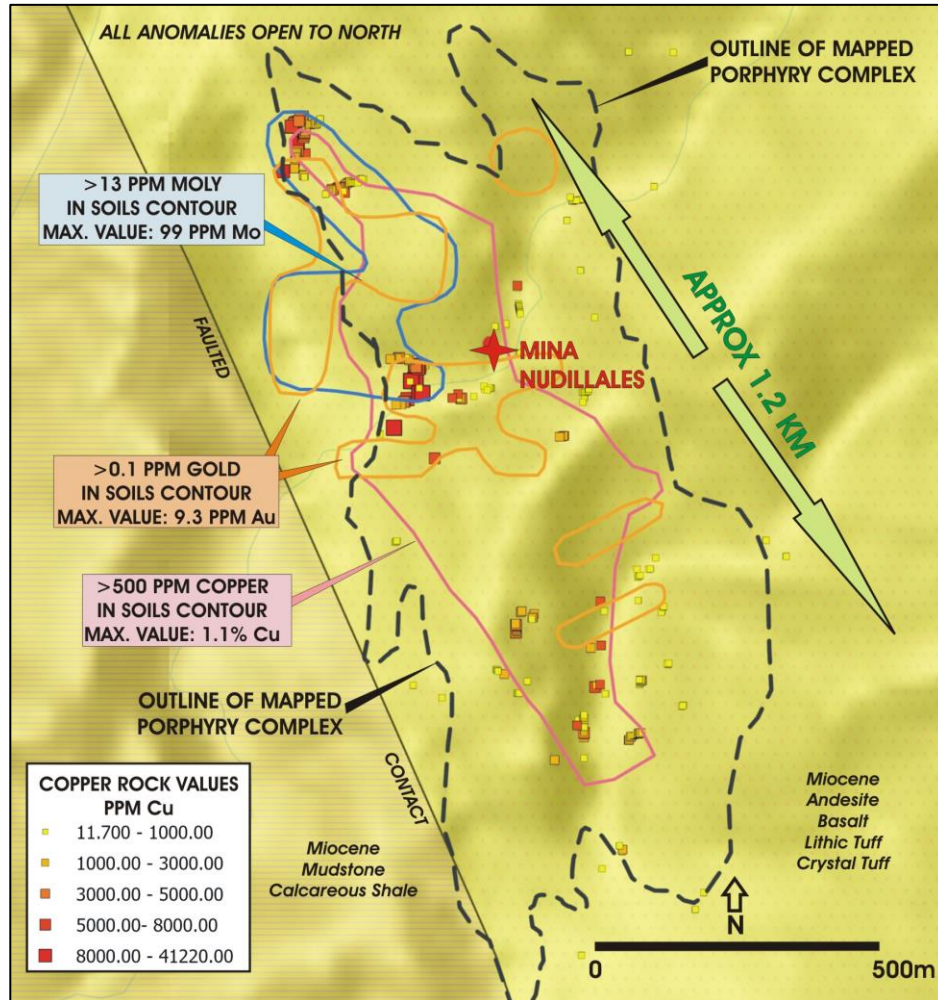 ALL ANOMALIES OPEN TO NORTH
OUTLINE OF MAPPED
PORPHYRY COMPLEX
>13 PPM MOLY
IN SOILS CONTOUR
MAX. VALUE: 99 PPM Mo
APPROX 1.2 KM
FAULTED
MINA
NUDILLALES
>0.1 PPM GOLD
IN SOILS CONTOUR
MAX. VALUE: 9.3 PPM Au
>500 PPM COPPER
IN SOILS CONTOUR
MAX. VALUE: 1.1% Cu
OUTLINE OF MAPPED
PORPHYRY COMPLEX
CONTACT
COPPER ROCK VALUES
PPM Cu
11.700 - 1000.00
1000.00 - 3000.00
3000.00 - 5000.00
5000.00- 8000.00
8000.00 - 41220.00
Miocene
Mudstone
Calcareous Shale
Miocene
Andesite
Basalt
Lithic Tuff
Crystal Tuff
N
0 500m